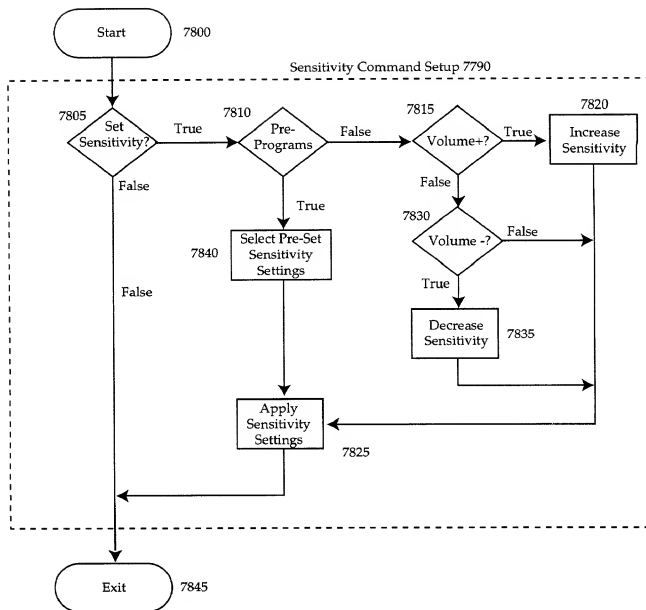 Start
7800
Sensitivity Command Setup 7790
7805
Set
Sensitivity?
True
7810
Pre-
Programs
False
7815
Volume+?
True
7820
Increase
Sensitivity
False
True
False
7830
Volume -?
False
7840
Select Pre-Set
Sensitivity
Settings
False
True
Decrease
Sensitivity
7835
Apply
Sensitivity
Settings
7825
Exit
7845